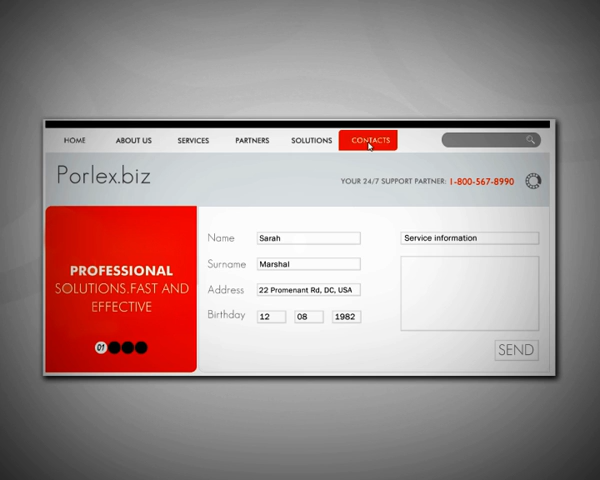 HOME ABOUT US SERVICES PARTNERS SOLUTIONS CONTACTS
Porlex.biz
YOUR 24/7 SUPPORT PARTNER: 1-800-567-8990
PROFESSIONAL
SOLUTIONS.FAST AND
EFFECTIVE
01
Name Sarah
Surname Marshal
Address 22 Promenant Rd, DC, USA
Birthday 12 08 1982
Service information
SEND